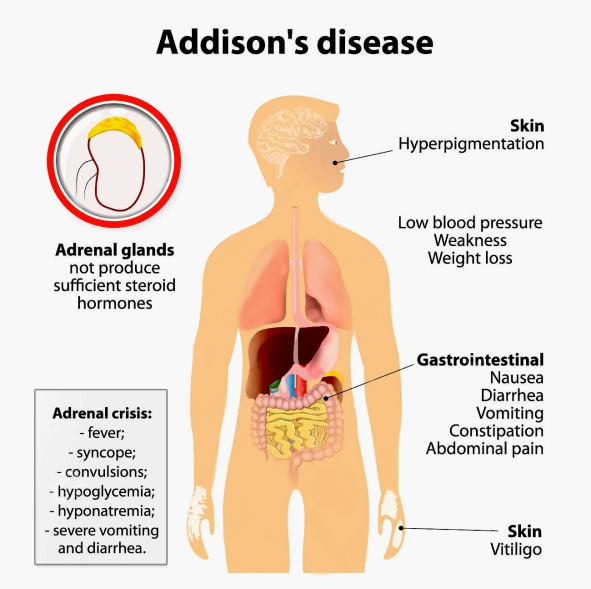 Addison's disease
Adrenal glands
not produce
sufficient steroid
hormones
Skin
Hyperpigmentation
Low blood pressure
Weakness
Weight loss
Gastrointestinal
Nausea
Diarrhea
Vomiting
Constipation
Abdominal pain
Adrenal crisis:
- fever;
- syncope;
- convulsions;
- hypoglycemia;
- hyponatremia;
- severe vomiting
and diarrhea.
Skin
Vitiligo